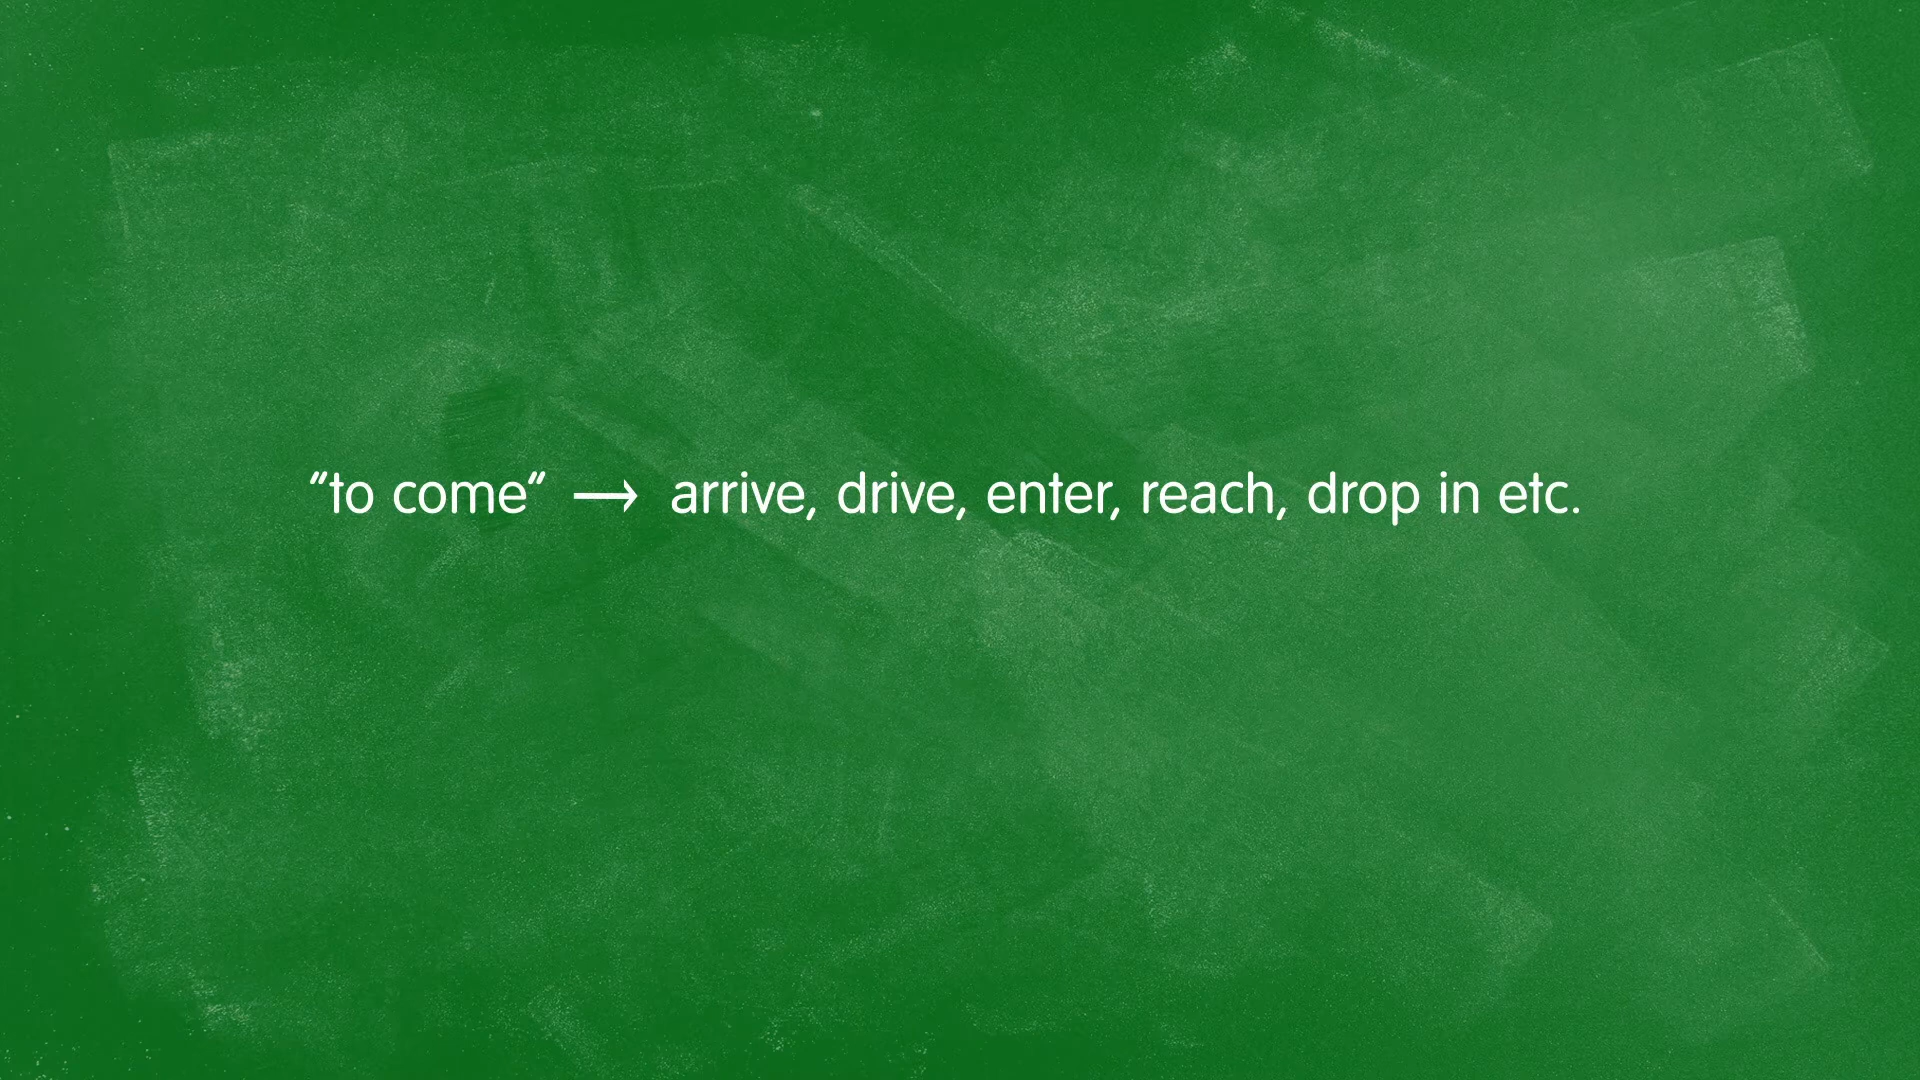 “to come” → arrive, drive, enter, reach, drop in etc.